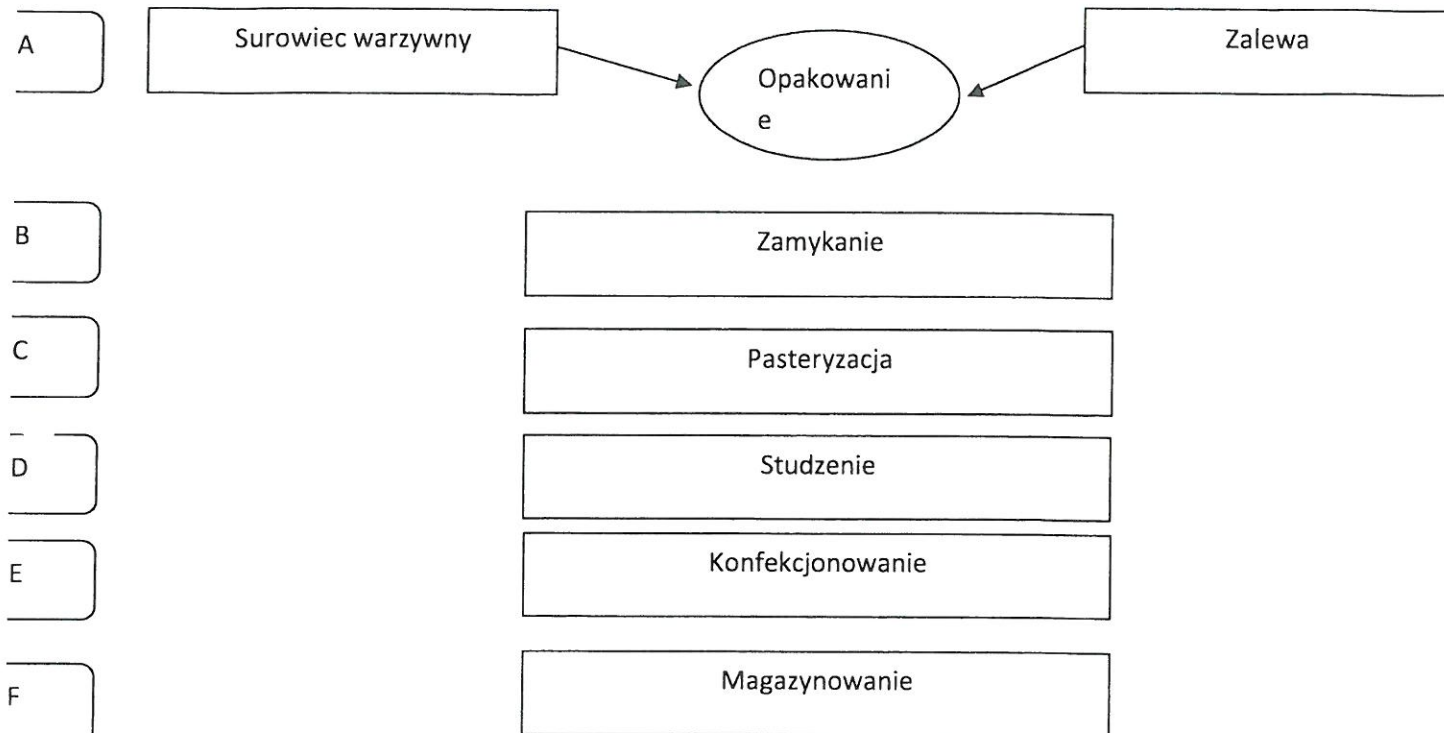 A
Surowiec warzywny
Opakowani
e
Zalewa
B
Zamykanie
C
Pasteryzacja
D
Studzenie
E
Konfekcjonowanie
F
Magazynowanie